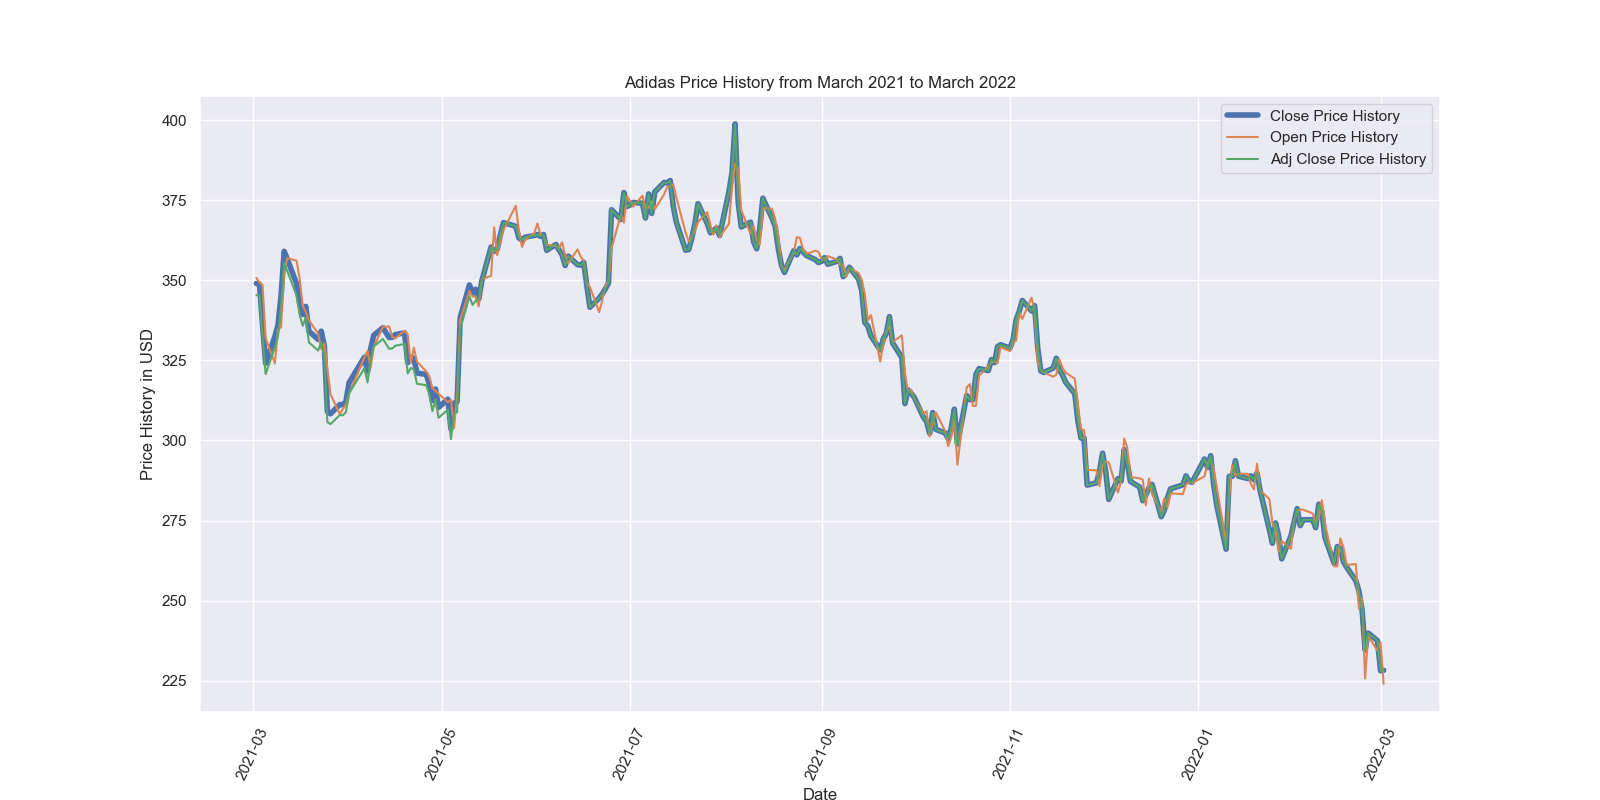 Adidas Price History from March 2021 to March 2022
Close Price History
Open Price History
Adj Close Price History
Price History in USD
400
375
350
325
300
275
250
225
2021-03
2021-05
2021-07
2021-09
2021-11
2022-01
2022-03
Date